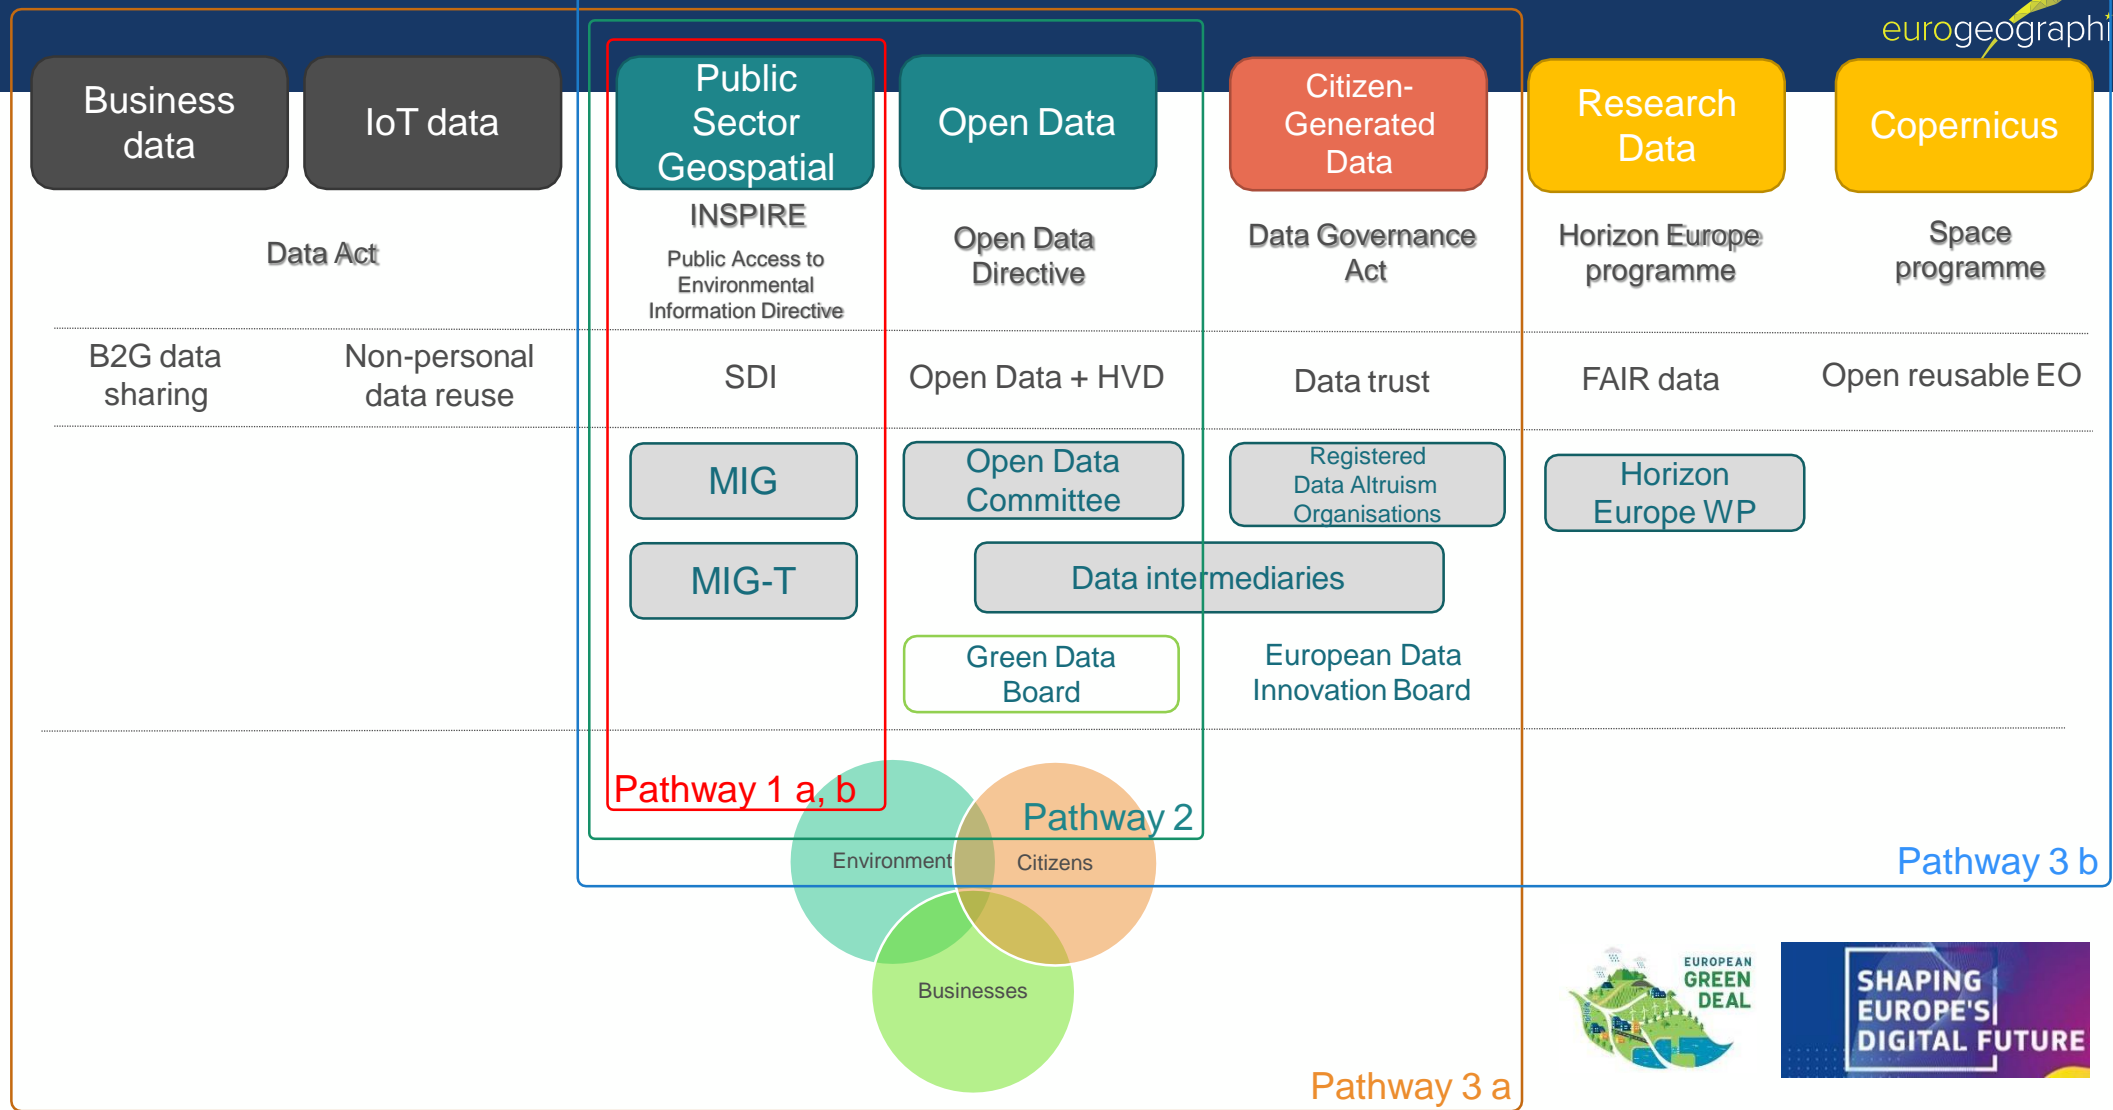 eurogeographi
Business
data
IoT data
Public
Sector
Geospatial
Open Data
Citizen-
Generated
Data
Research
Data
Copernicus
Data Act
INSPIRE
Public Access to
Environmental
Information Directive
Open Data
Directive
Data Governance
Act
Horizon Europe
programme
Space
programme
B2G data
sharing
Non-personal
data reuse
SDI
Open Data + HVD
Data trust
FAIR data
Open reusable EO
MIG
Open Data
Committee
Registered
Data Altruism
Organisations
Horizon
Europe WP
MIG-T
Data intermediaries
Green Data
Board
European Data
Innovation Board
Pathway 1 a, b
Pathway 2
Environment
Citizens
Pathway 3 b
Businesses
EUROPEAN
GREEN
DEAL
SHAPING
EUROPE'S
DIGITAL FUTURE
Pathway 3 a